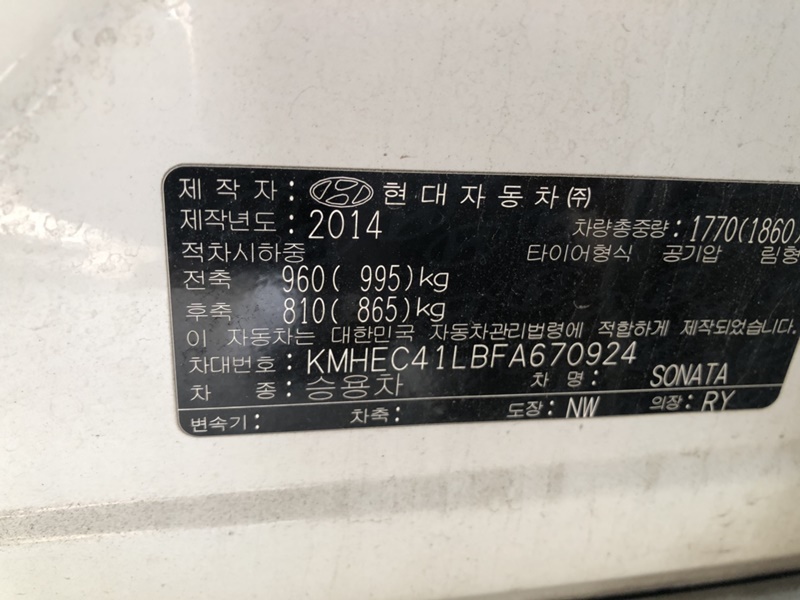 제 작 자 : 현대자동차㈜
제작년도 : 2014 차량총중량 : 1770(1860)
적차시하중 타이어형식 공기압 림형
전축 960( 995)kg
후축 810( 865)kg
이 자동차는 대한민국 자동차관리법령에 적합하게 제작되었습니다.
차대번호 : KMHEC41LBFA670924
차 종 : 승용차 차 명 : SONATA
변속기 : 차축 : 도장 : NW 의장 : RY